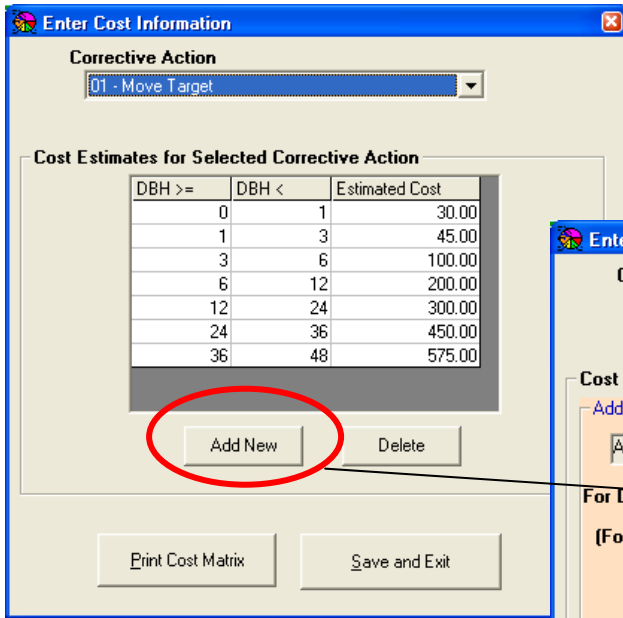 Enter Cost Information
Corrective Action
01 - Move Target
Cost Estimates for Selected Corrective Action
DBH >= DBH < Estimated Cost
0 1 30.00
1 3 45.00
3 6 100.00
6 12 200.00
12 24 300.00
24 36 450.00
36 48 575.00
Add New Delete
Print Cost Matrix Save and Exit
Ente
Cost
Add
A
For D
(Fo